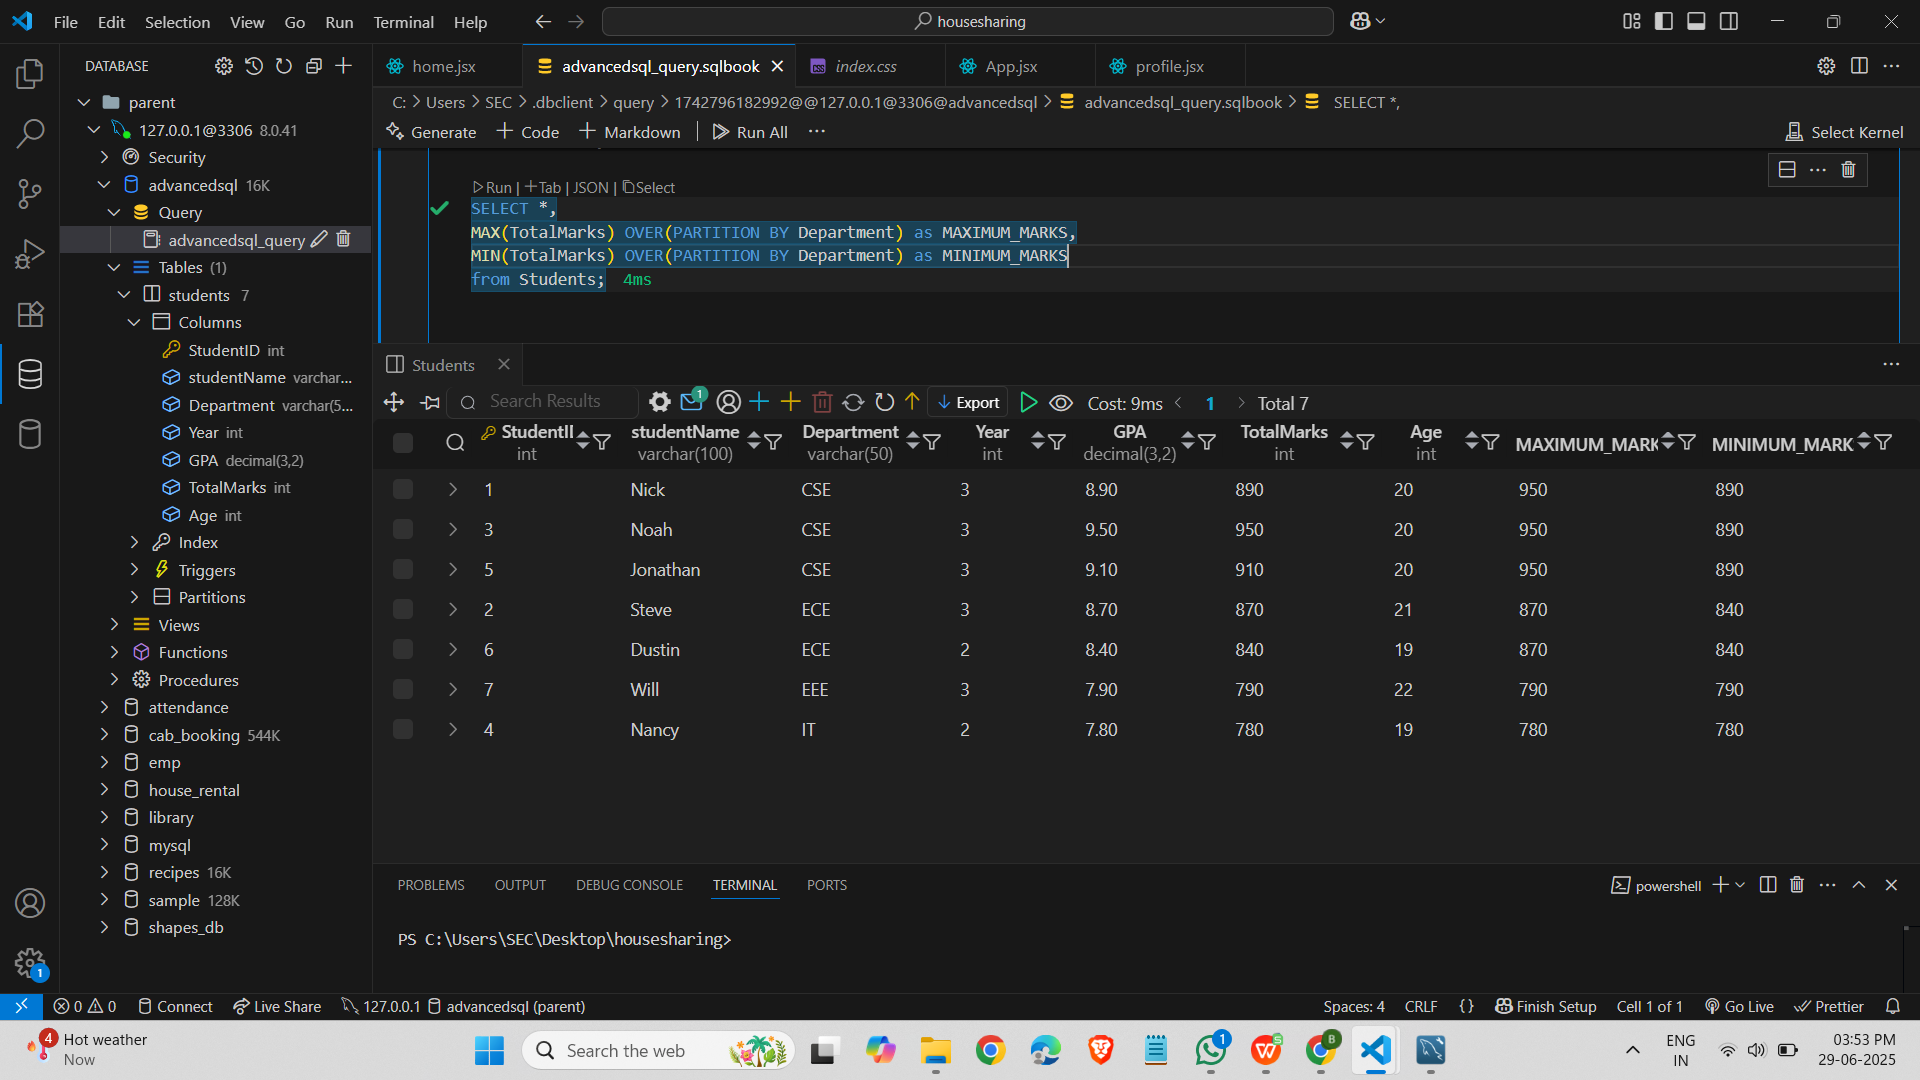 File Edit Selection View Go Run Terminal Help
housesharing
DATABASE
parent
127.0.0.1@3306 8.0.41
Security
advancedsql 16K
Query
advancedsql_query
Tables (1)
students 7
Columns
StudentID int
studentName varchar...
Department varchar(5...
Year int
GPA decimal(3,2)
TotalMarks int
Age int
Index
Triggers
Partitions
Views
Functions
Procedures
attendance
cab_booking 544K
emp
house_rental
library
mysql
recipes 16K
sample 128K
shapes_db
1
home.jsx advancedsql_query.sqlbook index.css App.jsx profile.jsx
C: > Users > SEC > .dbclient > query > 1742796182992@@127.0.0.1@3306@advancedsql > advancedsql_query.sqlbook > SELECT *,
Generate + Code + Markdown | Run All ... Select Kernel
Run | +Tab | JSON | Select
SELECT *,
MAX(TotalMarks) OVER(PARTITION BY Department) as MAXIMUM_MARKS,
MIN(TotalMarks) OVER(PARTITION BY Department) as MINIMUM_MARKS
from Students; 4ms
Students
Search Results 1 Export Cost: 9ms < 1 > Total 7
StudentII int studentName varchar(100) Department varchar(50) Year int GPA decimal(3,2) TotalMarks int Age int MAXIMUM_MARK MINIMUM_MARK
1 Nick CSE 3 8.90 890 20 950 890
3 Noah CSE 3 9.50 950 20 950 890
5 Jonathan CSE 3 9.10 910 20 950 890
2 Steve ECE 3 8.70 870 21 870 840
6 Dustin ECE 2 8.40 840 19 870 840
7 Will EEE 3 7.90 790 22 790 790
4 Nancy IT 2 7.80 780 19 780 780
PROBLEMS OUTPUT DEBUG CONSOLE TERMINAL PORTS powershell
PS C:\Users\SEC\Desktop\housesharing>
0 0 Connect Live Share 127.0.0.1 advancedsql (parent) Spaces: 4 CRLF {} Finish Setup Cell 1 of 1 Go Live Prettier
4 Hot weather
Now
Search the web
1
S
B
ENG
IN
03:53 PM
29-06-2025